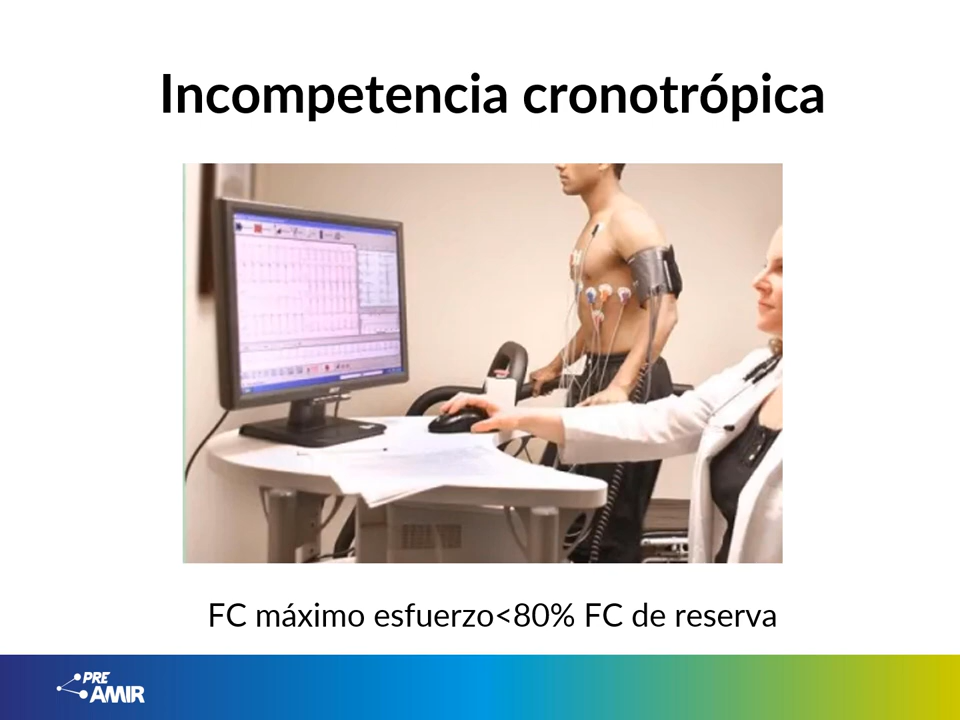 Incompetencia cronotrópica
FC máximo esfuerzo<80% FC de reserva
PRE
AMIR